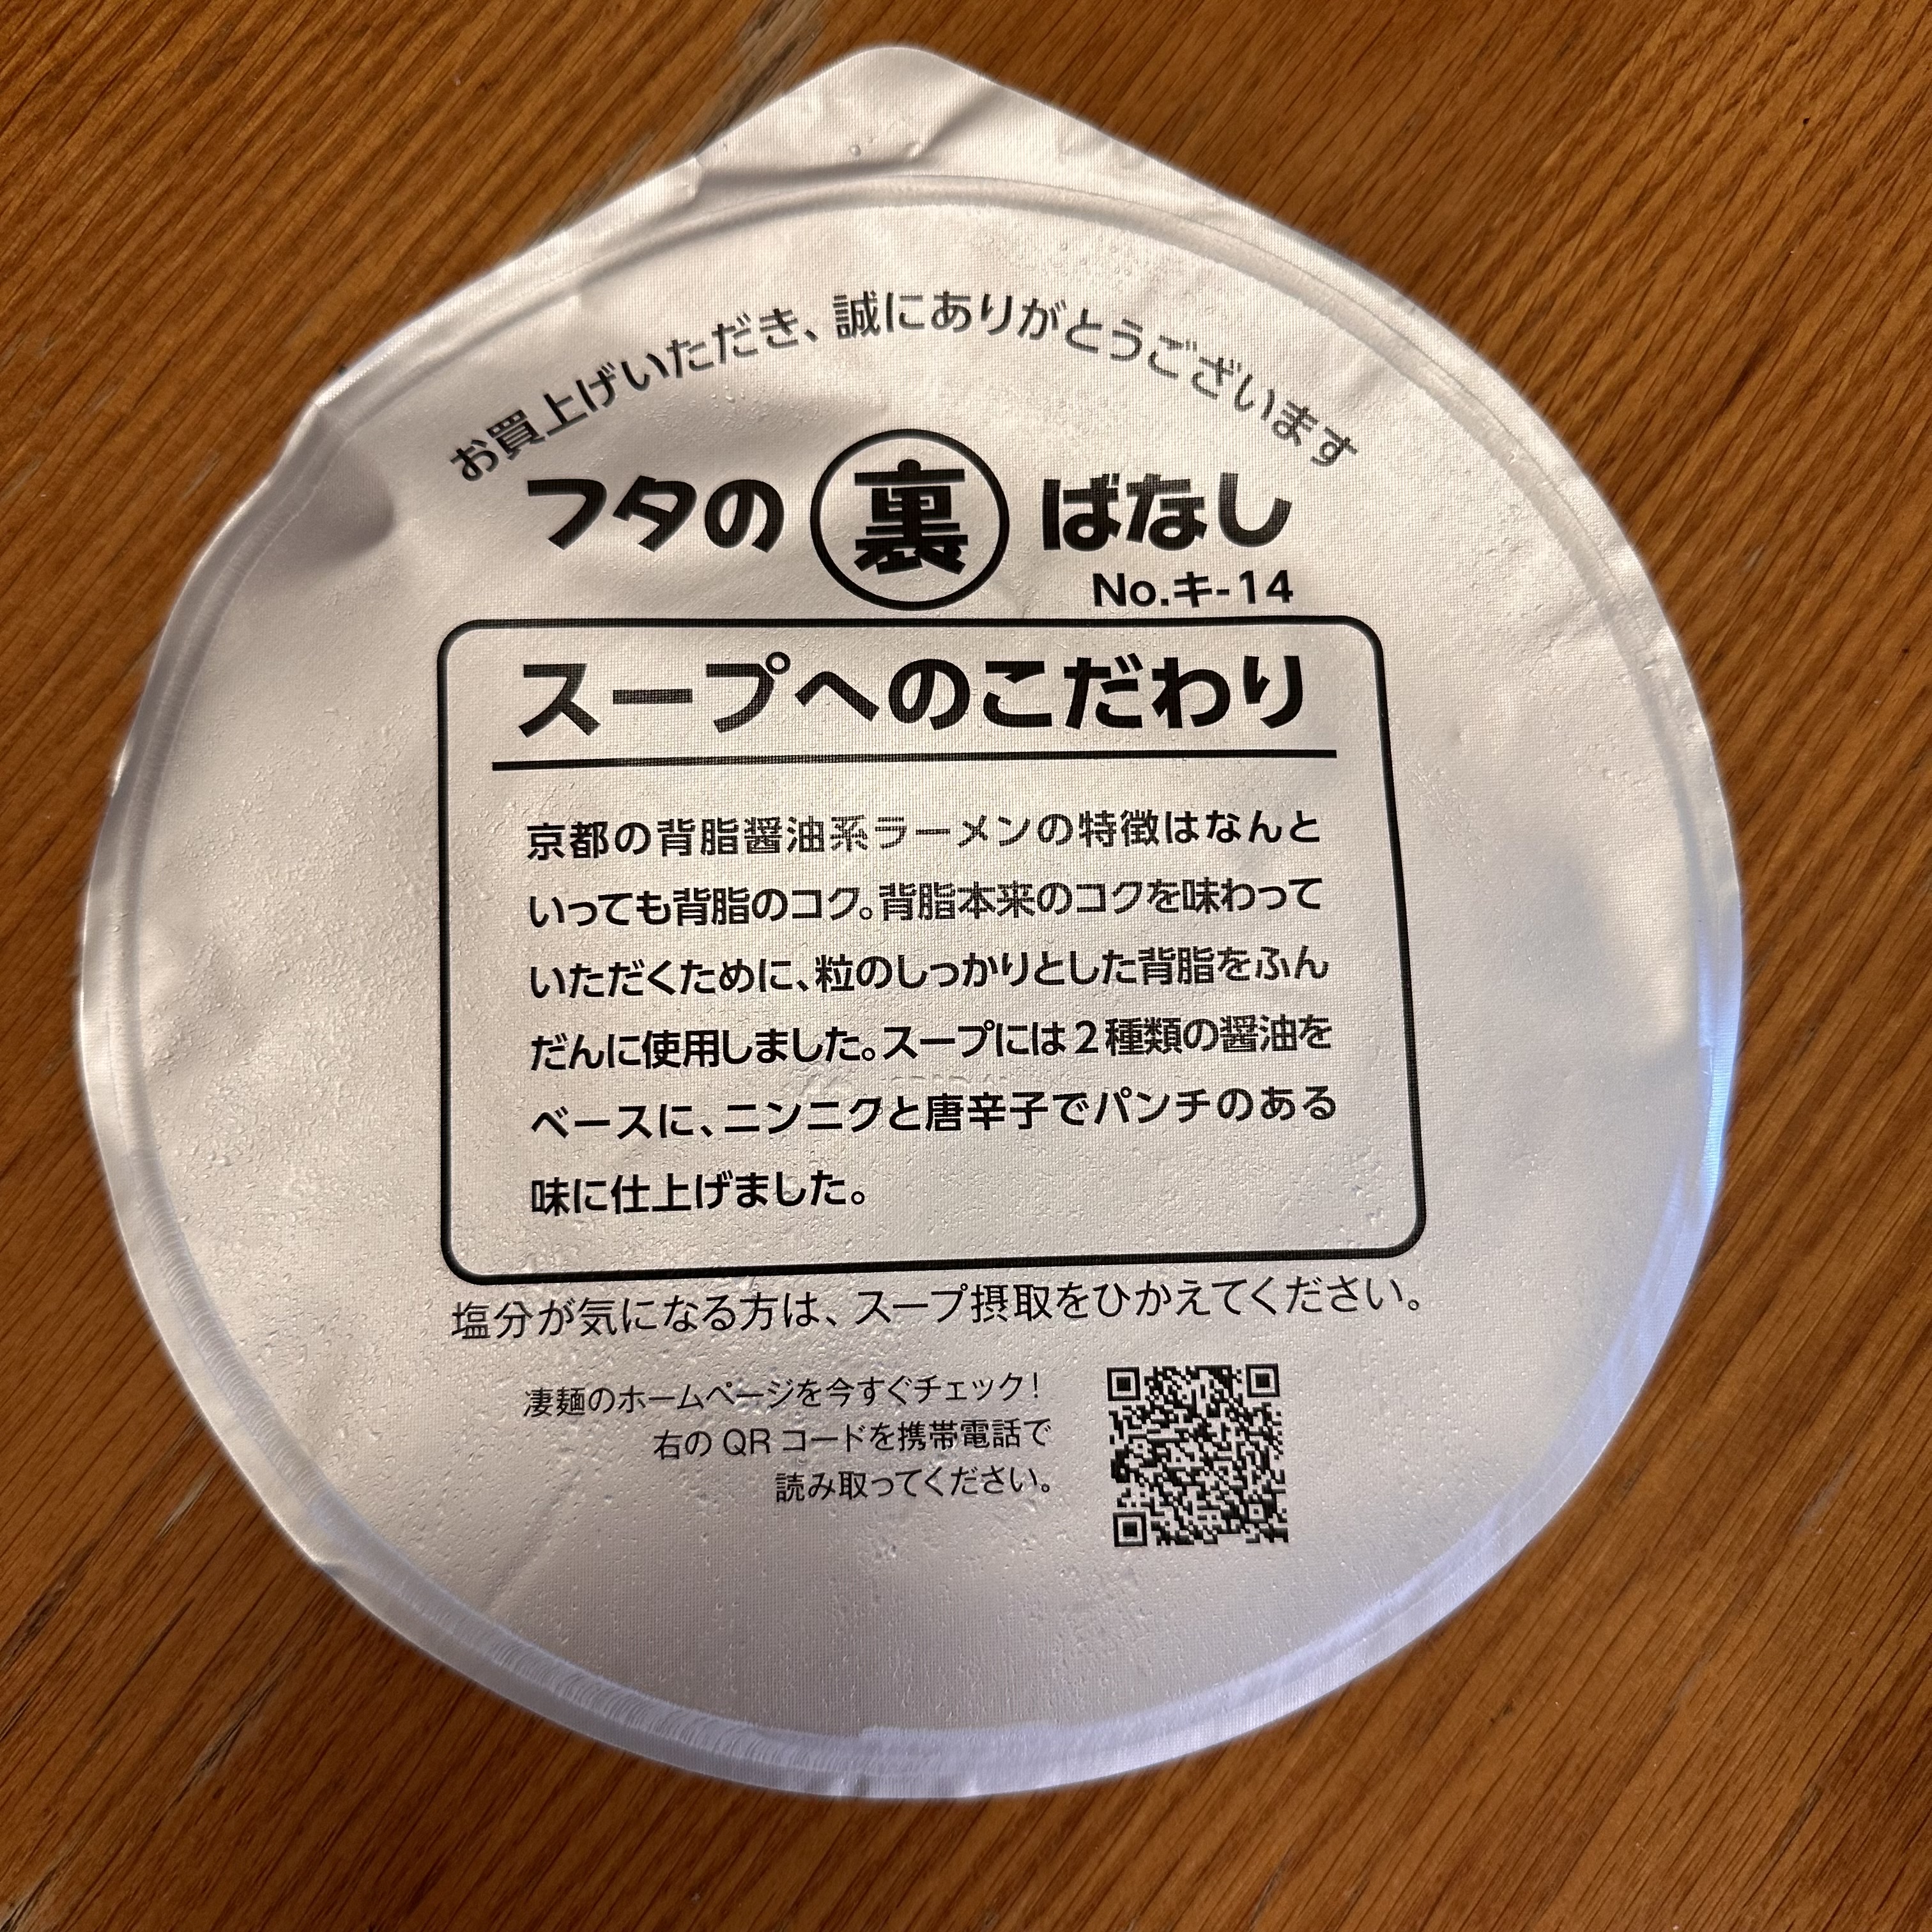 お買上げいただき、誠にありがとうございます
フタの裏ばなし
No.キ-14
スープへのこだわり
京都の背脂醤油系ラーメンの特徴はなんと
いっても背脂のコク。背脂本来のコクを味わって
いただくために、粒のしっかりとした背脂をふん
だんに使用しました。スープには2種類の醤油を
ベースに、ニンニクと唐辛子でパンチのある
味に仕上げました。
塩分が気になる方は、スープ摂取をひかえてください。
凄麺のホームページを今すぐチェック!
右のQRコードを携帯電話で
読み取ってください。